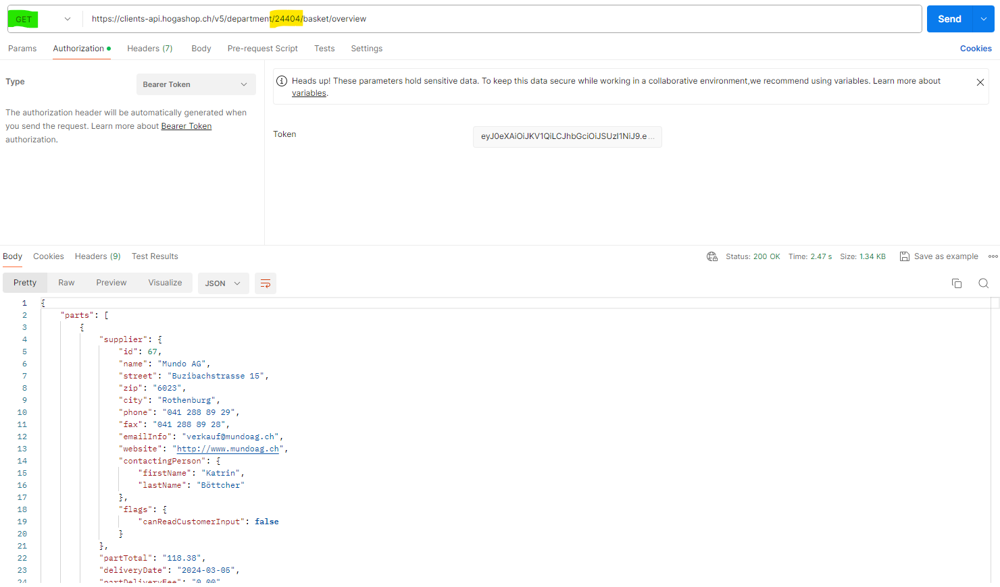 GET https://clients-api.hogashop.ch/v5/department/24404/basket/overview Send
Params Authorization Headers (7) Body Pre-request Script Tests Settings Cookies
Type Bearer Token
The authorization header will be automatically generated when
you send the request. Learn more about Bearer Token
authorization.
Heads up! These parameters hold sensitive data. To keep this data secure while working in a collaborative environment,we recommend using variables. Learn more about
variables.
Token eyJ0eXAiOiJKV1QiLCJhbGciOiJSUzI1NiJ9.e...
Body Cookies Headers (9) Test Results Status: 200 OK Time: 2.47 s Size: 1.34 KB Save as example
Pretty Raw Preview Visualize JSON
1 {
2 "parts": [
3 {
4 "supplier": {
5 "id": 67,
6 "name": "Mundo AG",
7 "street": "Buzibachstrasse 15",
8 "zip": "6023",
9 "city": "Rothenburg",
10 "phone": "041 288 89 29",
11 "fax": "041 288 89 28",
12 "emailInfo": "verkauf@mundoag.ch",
13 "website": "http://www.mundoag.ch",
14 "contactingPerson": {
15 "firstName": "Katrin",
16 "lastName": "Böttcher"
17 },
18 "flags": {
19 "canReadCustomerInput": false
20 }
21 },
22 "partTotal": "118.38",
23 "deliveryDate": "2024-03-05",
24 "partDeliveryFee": "0.00"